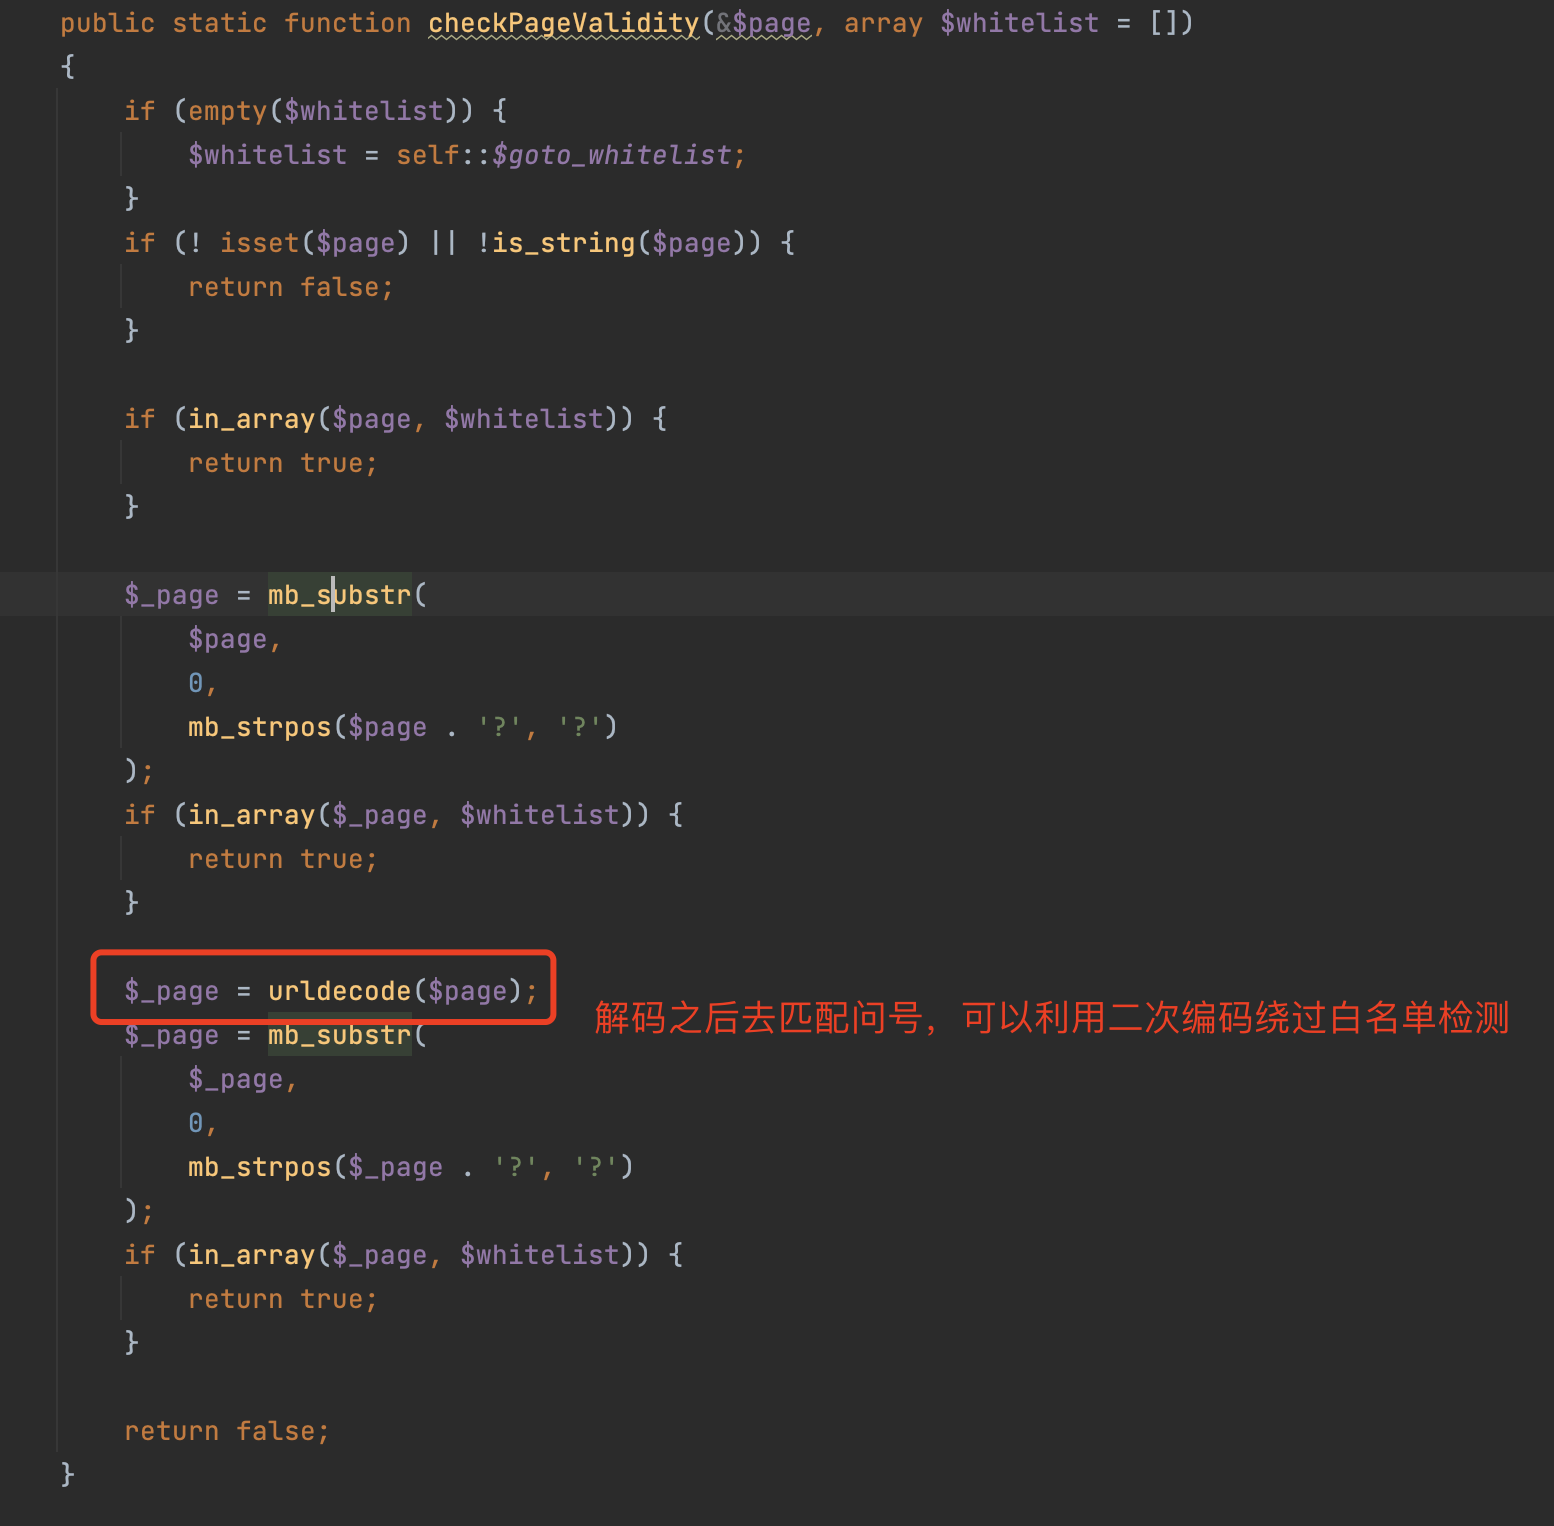 public static function checkPageValidity(&$page, array $whitelist = [])
{
    if (empty($whitelist)) {
        $whitelist = self::$goto_whitelist;
    }
    if (! isset($page) || !is_string($page)) {
        return false;
    }

    if (in_array($page, $whitelist)) {
        return true;
    }

    $_page = mb_substr(
        $page,
        0,
        mb_strpos($page . '?', '?')
    );
    if (in_array($_page, $whitelist)) {
        return true;
    }

    $_page = urldecode($page);
解码之后去匹配问号，可以利用二次编码绕过白名单检测
    $_page = mb_substr(
        $_page,
        0,
        mb_strpos($_page . '?', '?')
    );
    if (in_array($_page, $whitelist)) {
        return true;
    }

    return false;
}